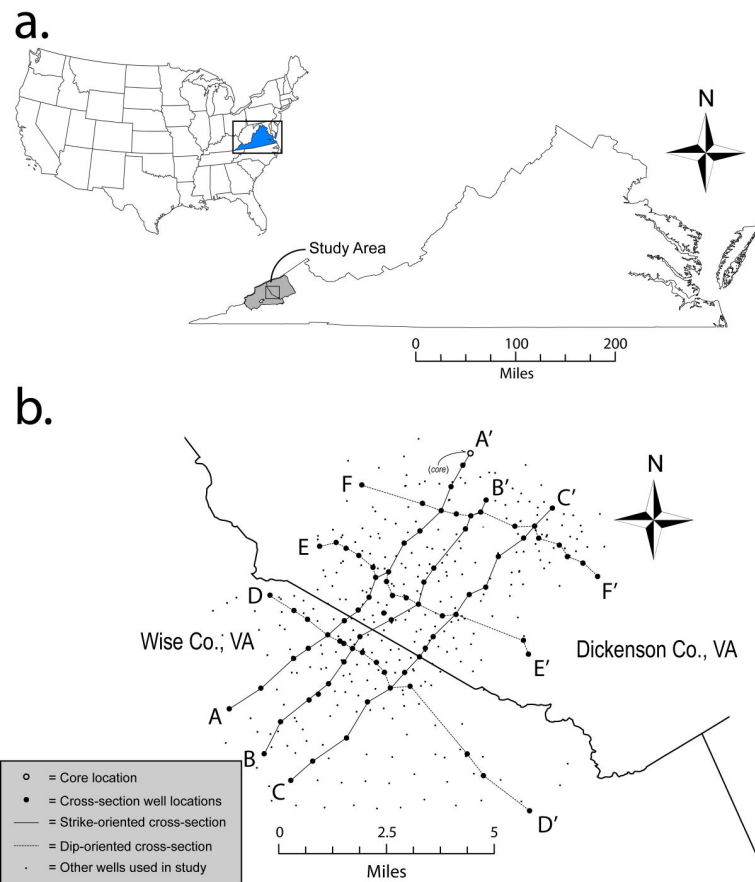 a.
N
Study Area
0 100 200
Miles
b.
A'
(core)
F
B'
C'
N
E
F'
D
Wise Co., VA
Dickenson Co., VA
E'
A
B
C
D'
= Core location
= Cross-section well locations
= Strike-oriented cross-section
= Dip-oriented cross-section
= Other wells used in study
0 2.5 5
Miles